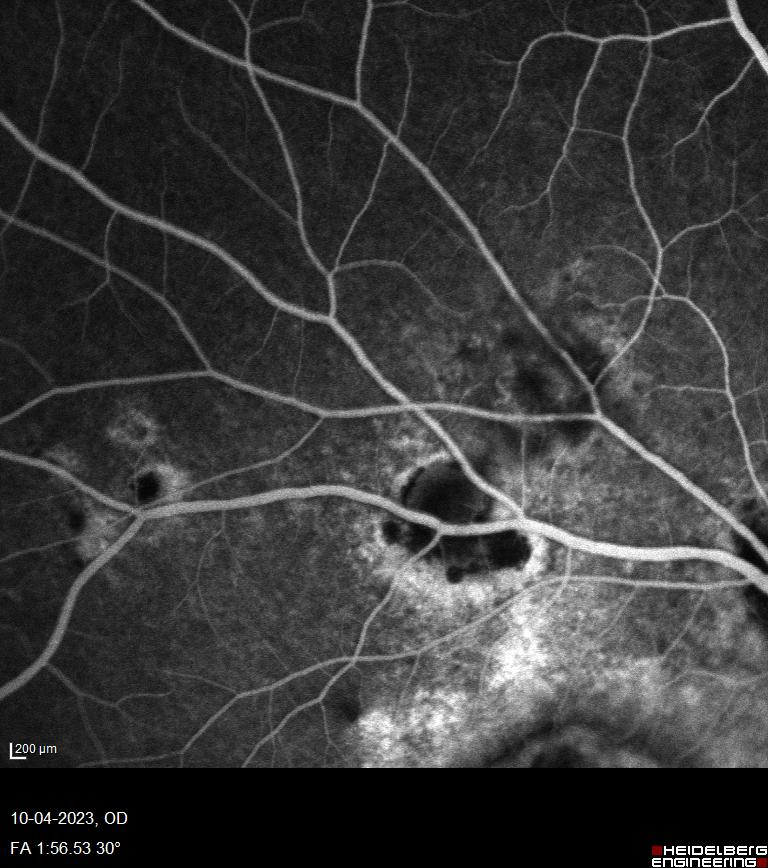 200 µm
10-04-2023, OD
FA 1:56.53 30°
HEIDELBERG
ENGINEERING